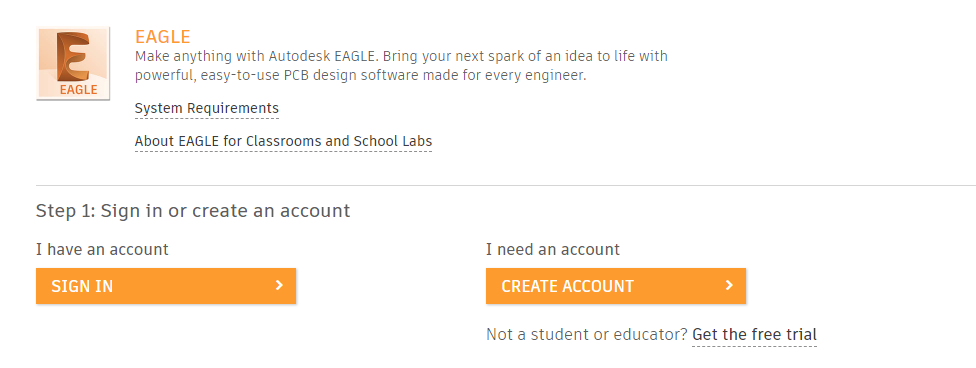 EAGLE
Make anything with Autodesk EAGLE. Bring your next spark of an idea to life with
powerful, easy-to-use PCB design software made for every engineer.
EAGLE
System Requirements
About EAGLE for Classrooms and School Labs
Step 1: Sign in or create an account
I have an account
I need an account
SIGN IN
CREATE ACCOUNT
Not a student or educator? Get the free trial